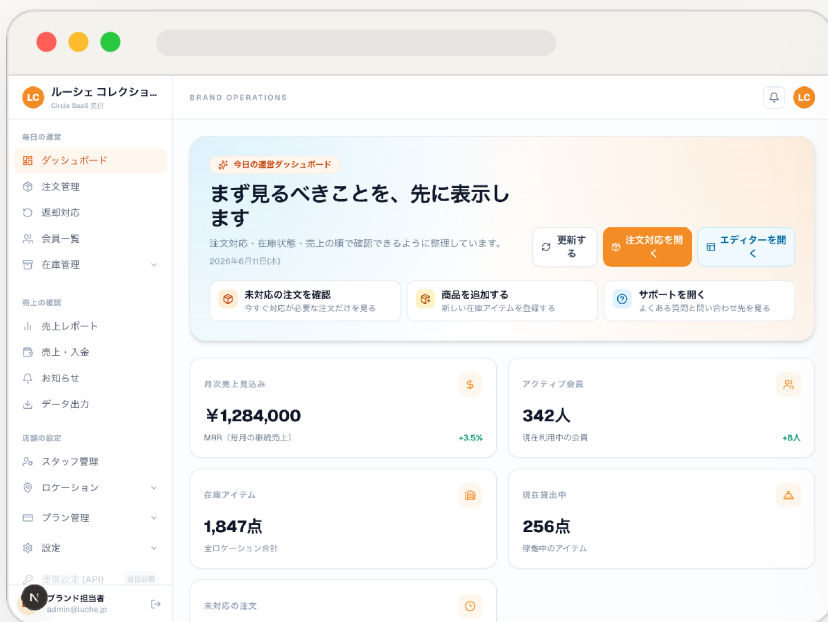 LC
ルーシェ コレクショ...
Circle SaaS 提供
BRAND OPERATIONS
LC
毎日の運営
ダッシュボード
注文管理
返却対応
会員一覧
在庫管理
売上の確認
売上レポート
売上・入金
お知らせ
データ出力
店舗の設定
スタッフ管理
ロケーション
プラン管理
設定
連携設定 (API)
近日公開
N
ブランド担当者
admin@luche.jp
今日の運営ダッシュボード
まず見るべきことを、先に表示し
ます
注文対応・在庫状態・売上の順で確認できるように整理しています。
2026年6月11日(木)
更新す
る
注文対応を開
く
エディターを開
く
未対応の注文を確認
今すぐ対応が必要な注文だけを見る
商品を追加する
新しい在庫アイテムを登録する
サポートを開く
よくある質問と問い合わせ先を見る
月次売上見込み
¥1,284,000
MRR（毎月の継続売上）
+3.5%
アクティブ会員
342人
現在利用中の会員
+8人
在庫アイテム
1,847点
全ロケーション合計
現在貸出中
256点
稼働中のアイテム
未対応の注文